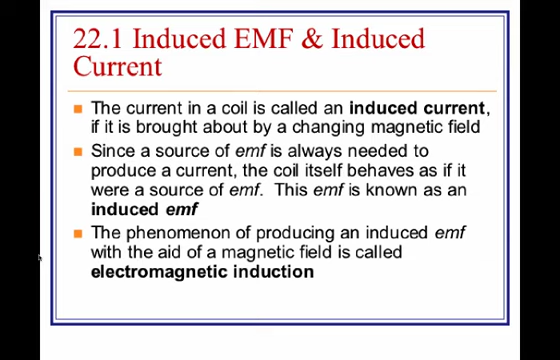 22.1 Induced EMF & Induced
Current
The current in a coil is called an induced current,
if it is brought about by a changing magnetic field
Since a source of emf is always needed to
produce a current, the coil itself behaves as if it
were a source of emf. This emf is known as an
induced emf
The phenomenon of producing an induced emf
with the aid of a magnetic field is called
electromagnetic induction